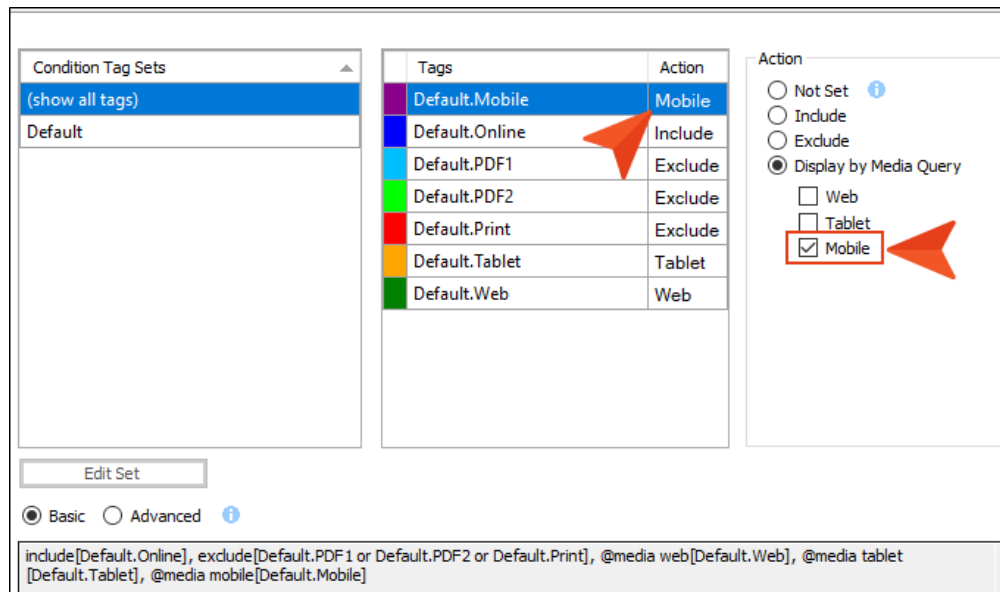 Condition Tag Sets
(show all tags)
Default
Edit Set
Basic Advanced
Tags Action
Default.Mobile Mobile
Default.Online Include
Default.PDF1 Exclude
Default.PDF2 Exclude
Default.Print Exclude
Default.Tablet Tablet
Default.Web Web
Action
Not Set
Include
Exclude
Display by Media Query
Web
Tablet
Mobile
include[Default.Online], exclude[Default.PDF1 or Default.PDF2 or Default.Print], @media web[Default.Web], @media tablet
[Default.Tablet], @media mobile[Default.Mobile]